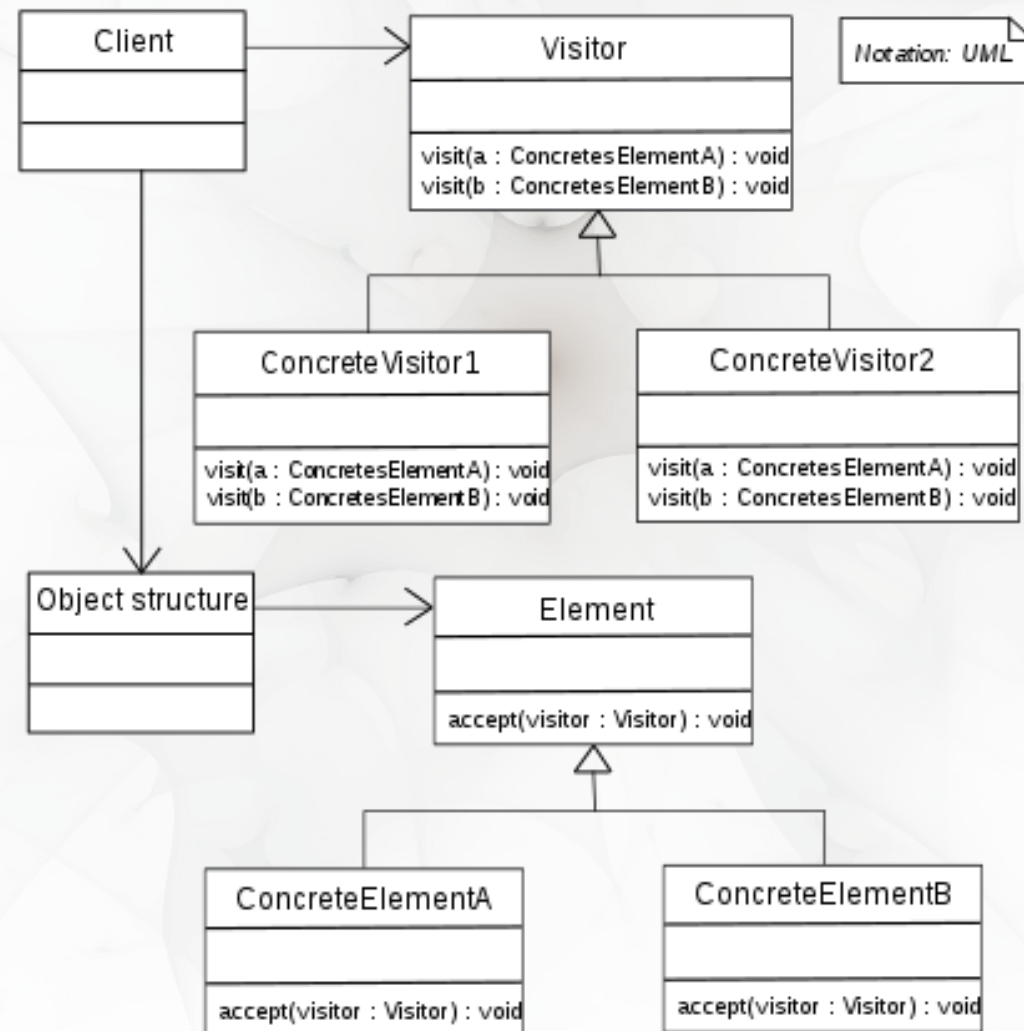 Client
Visitor
Notation: UML
visit(a : ConcretesElementA) : void
visit(b : ConcretesElementB) : void
ConcreteVisitor1
visit(a : ConcretesElementA) : void
visit(b : ConcretesElementB) : void
ConcreteVisitor2
visit(a : ConcretesElementA) : void
visit(b : ConcretesElementB) : void
Object structure
Element
accept(visitor : Visitor) : void
ConcreteElementA
accept(visitor : Visitor) : void
ConcreteElementB
accept(visitor : Visitor) : void